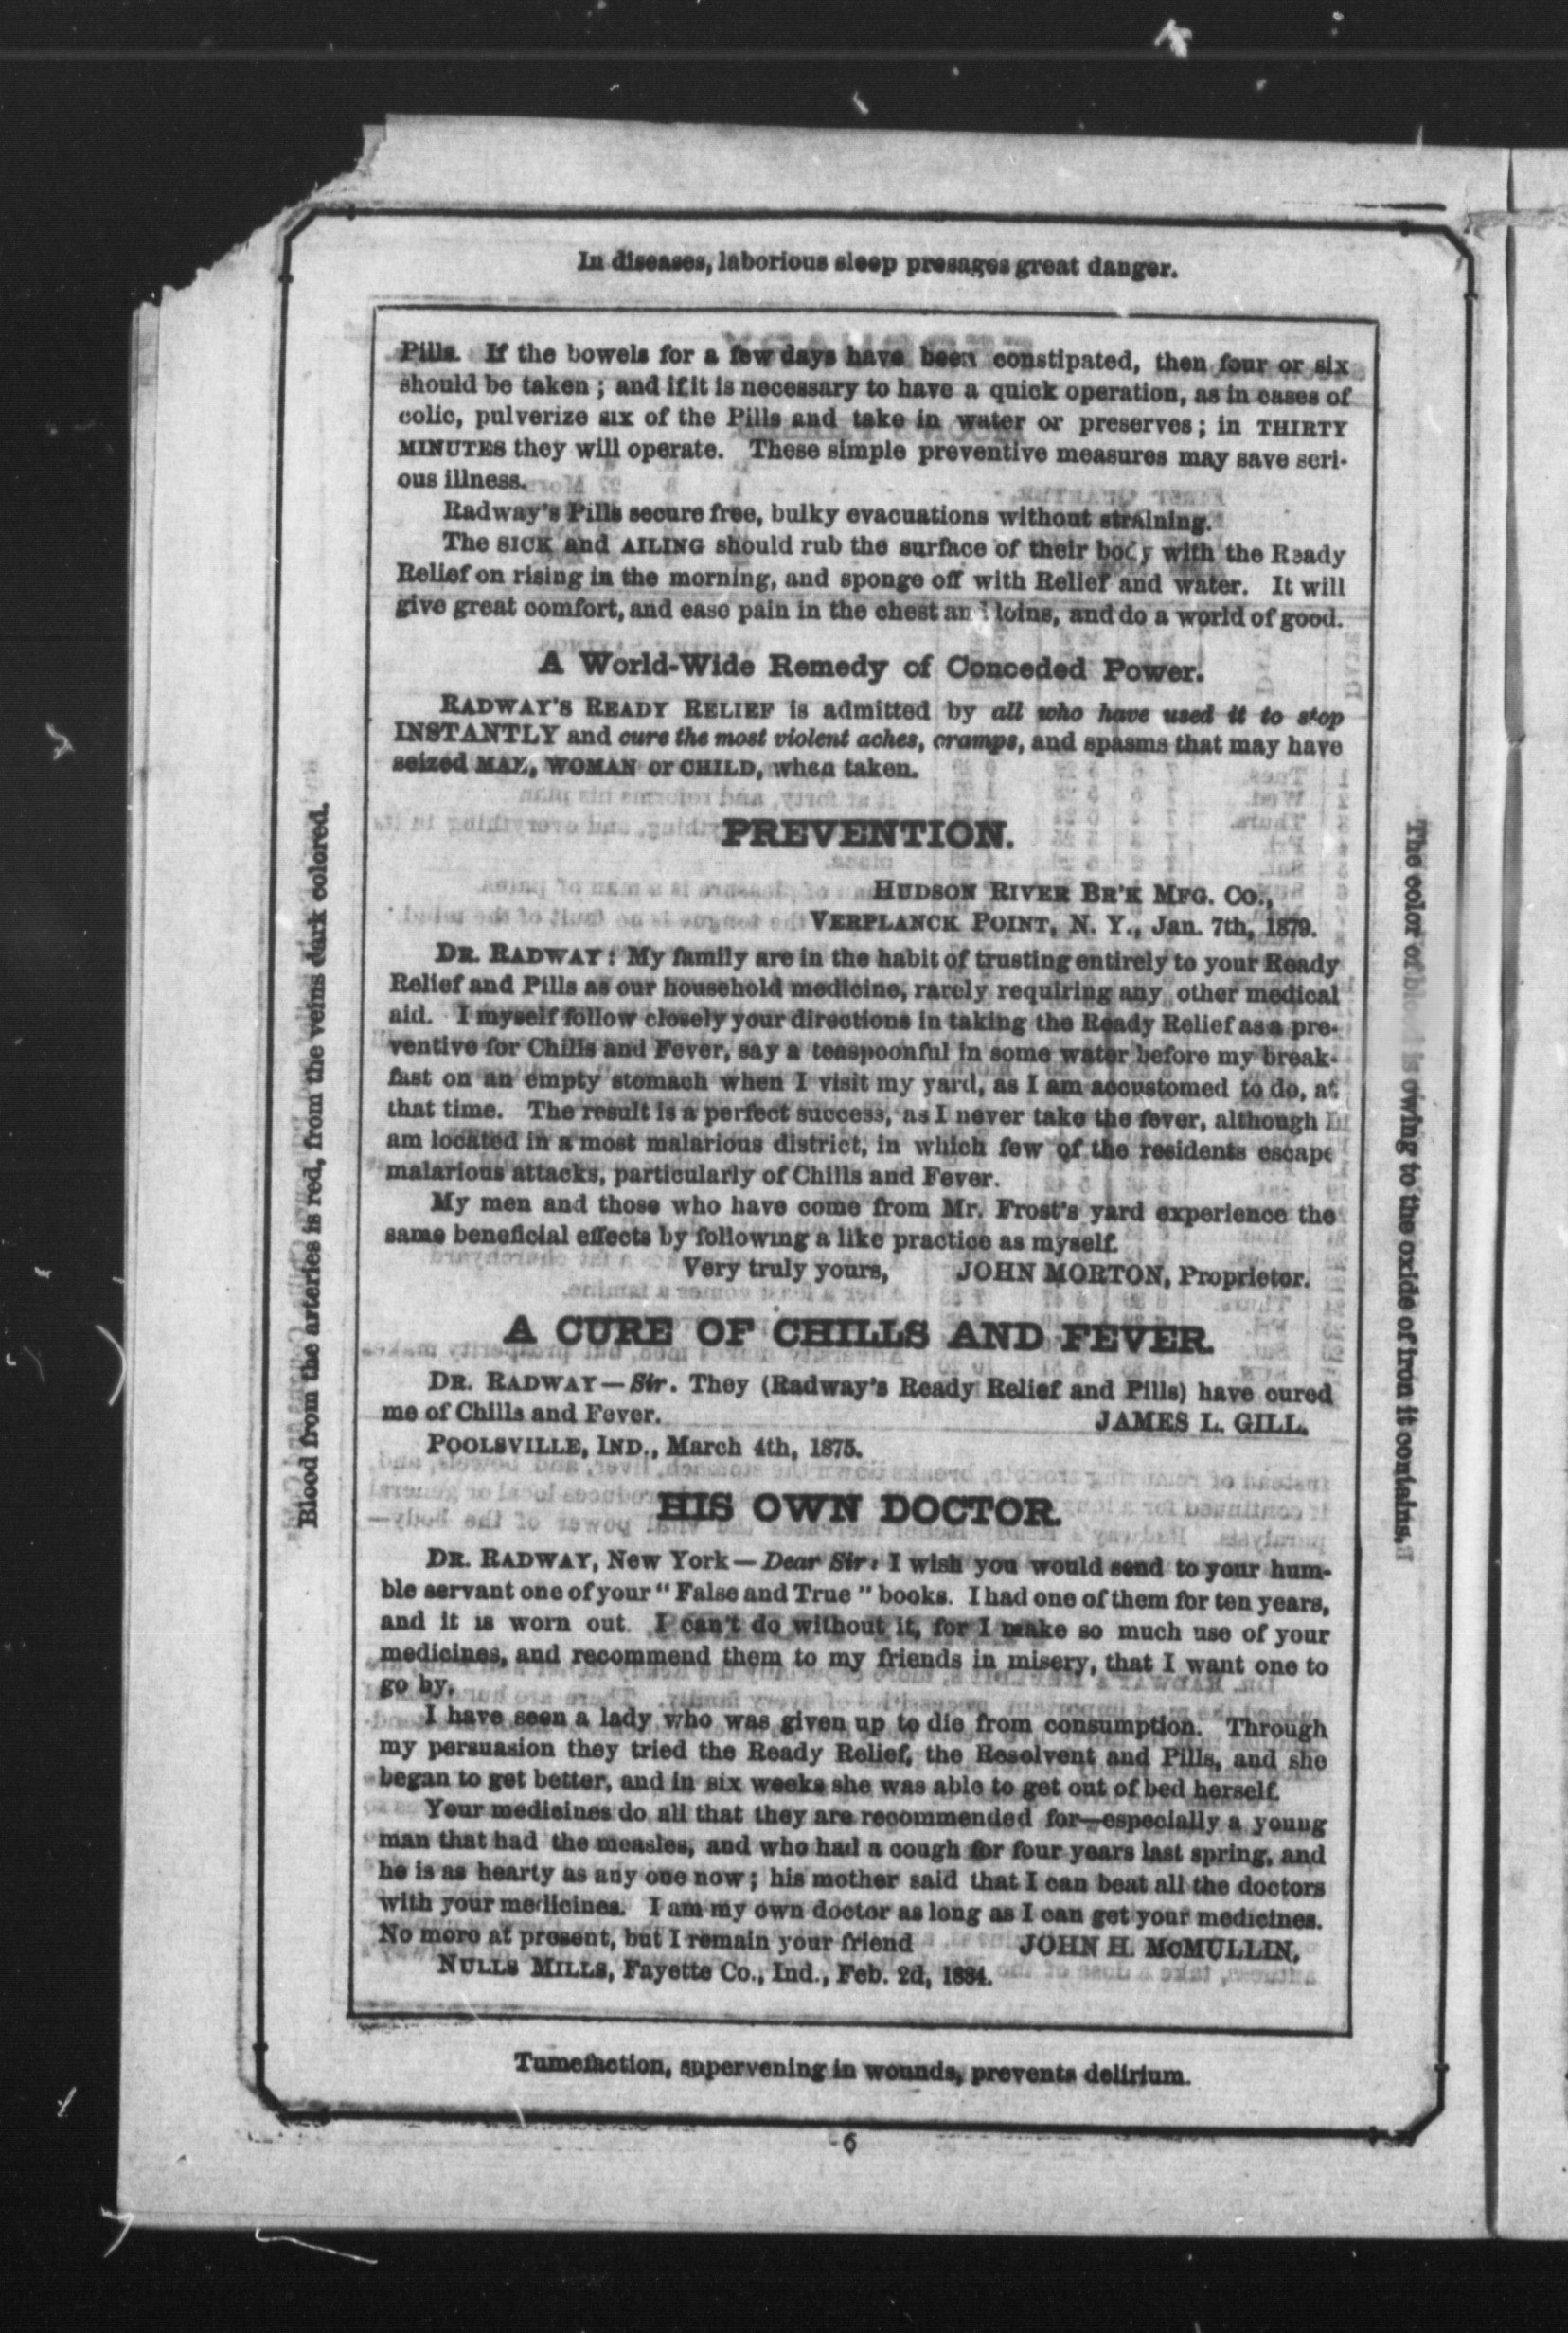 In diseases, laborious sleep presages great danger.
Pills. If the bowels for a few days have been constipated, then four or six
should be taken ; and if it is necessary to have a quick operation, as in cases of
colic, pulverize six of the Pills and take in water or preserves; in THIRTY
MINUTES they will operate. These simple preventive measures may save seri-
ous illness.
Radway's Pills secure free, bulky evacuations without straining.
The SICK and AILING should rub the surface of their body with the Ready
Relief on rising in the morning, and sponge off with Relief and water. It will
give great comfort, and ease pain in the chest and loins, and do a world of good.
A World-Wide Remedy of Conceded Power.
RADWAY'S READY RELIEF is admitted by all who have used it to stop
INSTANTLY and cure the most violent aches, cramps, and spasms that may have
seized MAN, WOMAN or CHILD, when taken.
PREVENTION.
HUDSON RIVER BR'K MFG. CO.,
VERPLANCK POINT, N. Y., Jan. 7th, 1879.
DR. RADWAY: My family are in the habit of trusting entirely to your Ready
Relief and Pills as our household medicine, rarely requiring any other medical
aid. I myself follow closely your directions in taking the Ready Relief as a pre-
ventive for Chills and Fever, say a teaspoonful in some water before my break-
fast on an empty stomach when I visit my yard, as I am accustomed to do, at
that time. The result is a perfect success, as I never take the fever, although I
am located in a most malarious district, in which few of the residents escape
malarious attacks, particularly of Chills and Fever.
My men and those who have come from Mr. Frost's yard experience the
same beneficial effects by following a like practice as myself.
Very truly yours, JOHN MORTON, Proprietor.
A CURE OF CHILLS AND FEVER.
DR. RADWAY—Sir. They (Radway's Ready Relief and Pills) have cured
me of Chills and Fever. JAMES L. GILL.
POOLSVILLE, IND., March 4th, 1875.
HIS OWN DOCTOR.
DR. RADWAY, New York—Dear Sir: I wish you would send to your hum-
ble servant one of your "False and True" books. I had one of them for ten years,
and it is worn out. I can't do without it, for I make so much use of your
medicines, and recommend them to my friends in misery, that I want one to
go by.
I have seen a lady who was given up to die from consumption. Through
my persuasion they tried the Ready Relief, the Resolvent and Pills, and she
began to get better, and in six weeks she was able to get out of bed herself.
Your medicines do all that they are recommended for—especially a young
man that had the measles, and who had a cough for four years last spring, and
he is as hearty as any one now; his mother said that I can beat all the doctors
with your medicines. I am my own doctor as long as I can get your medicines.
No more at present, but I remain your friend JOHN H. McMULLIN.
NULLS MILLS, Fayette Co., Ind., Feb. 2d, 1884.
Tumefaction, supervening in wounds, prevents delirium.
6
Blood from the arteries is red, from the veins dark colored.
The color of blood is owing to the oxide of iron it contains.